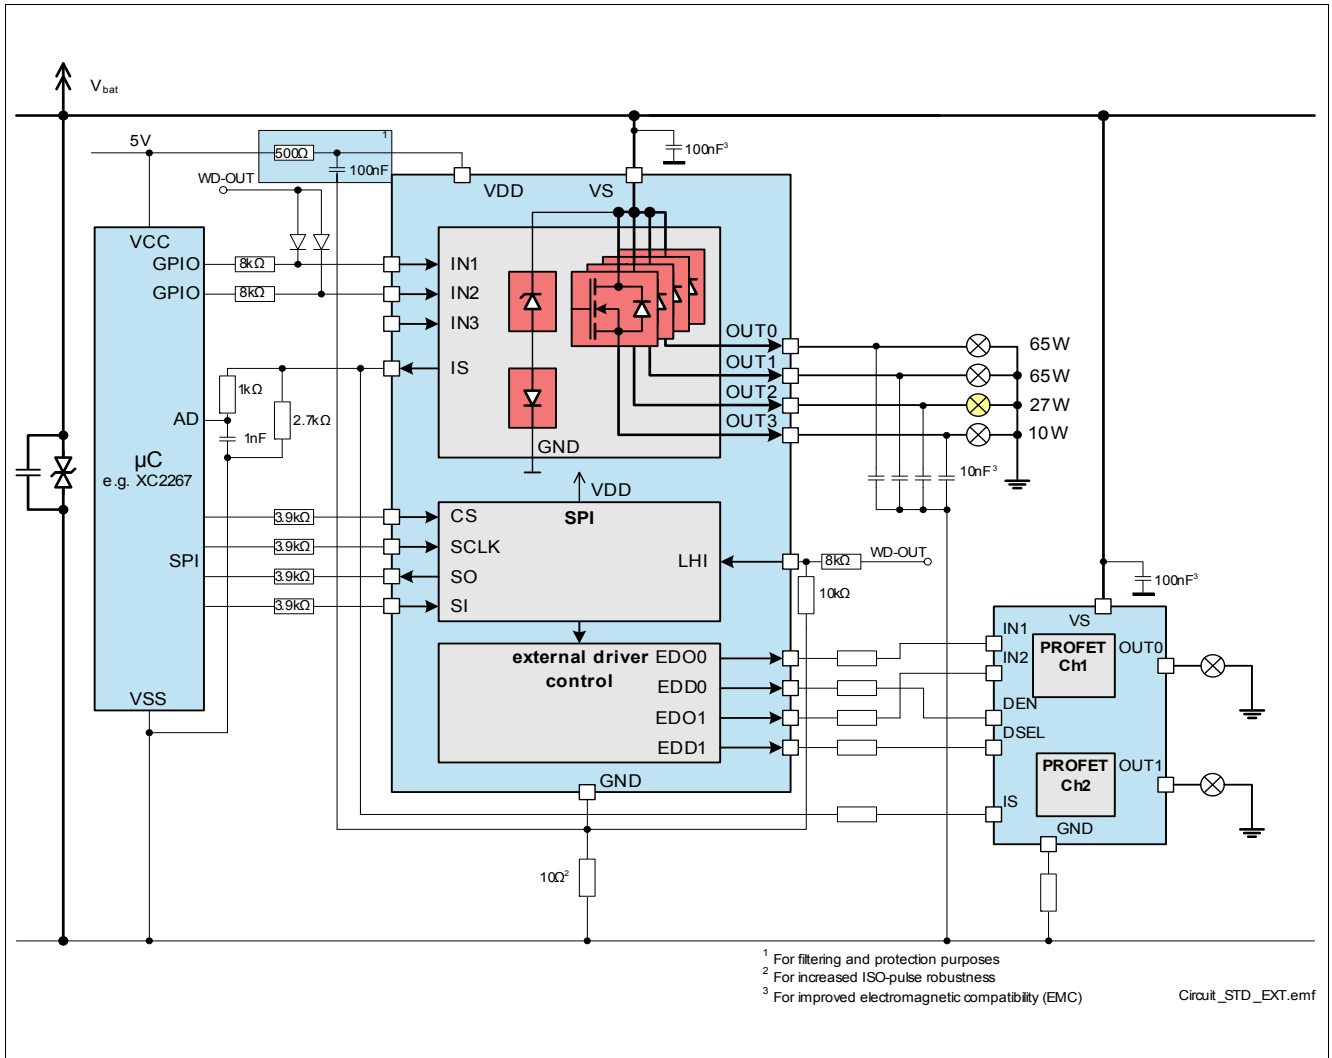 V bat
5V
1
500Ω
100nF
100nF³
WD-OUT
VDD
VS
VCC
GPIO
8kΩ
IN1
GPIO
8kΩ
IN2
IN3
IS
OUT0
65W
OUT1
65W
OUT2
27W
OUT3
10W
1kΩ
2.7kΩ
AD
1nF
GND
10nF³
µC
e.g. XC2267
VDD
SPI
CS
3.9kΩ
SCLK
3.9kΩ
SPI
SO
3.9kΩ
SI
3.9kΩ
LHI
8kΩ
WD-OUT
10kΩ
100nF³
VS
IN1
IN2
PROFET
Ch1
OUT0
external driver
control
EDO0
EDD0
EDO1
EDD1
DEN
DSEL
VSS
PROFET
Ch2
OUT1
IS
GND
GND
10Ω²
1 For filtering and protection purposes
2 For increased ISO-pulse robustness
3 For improved electromagnetic compatibility (EMC)
Circuit_STD_EXT.emf